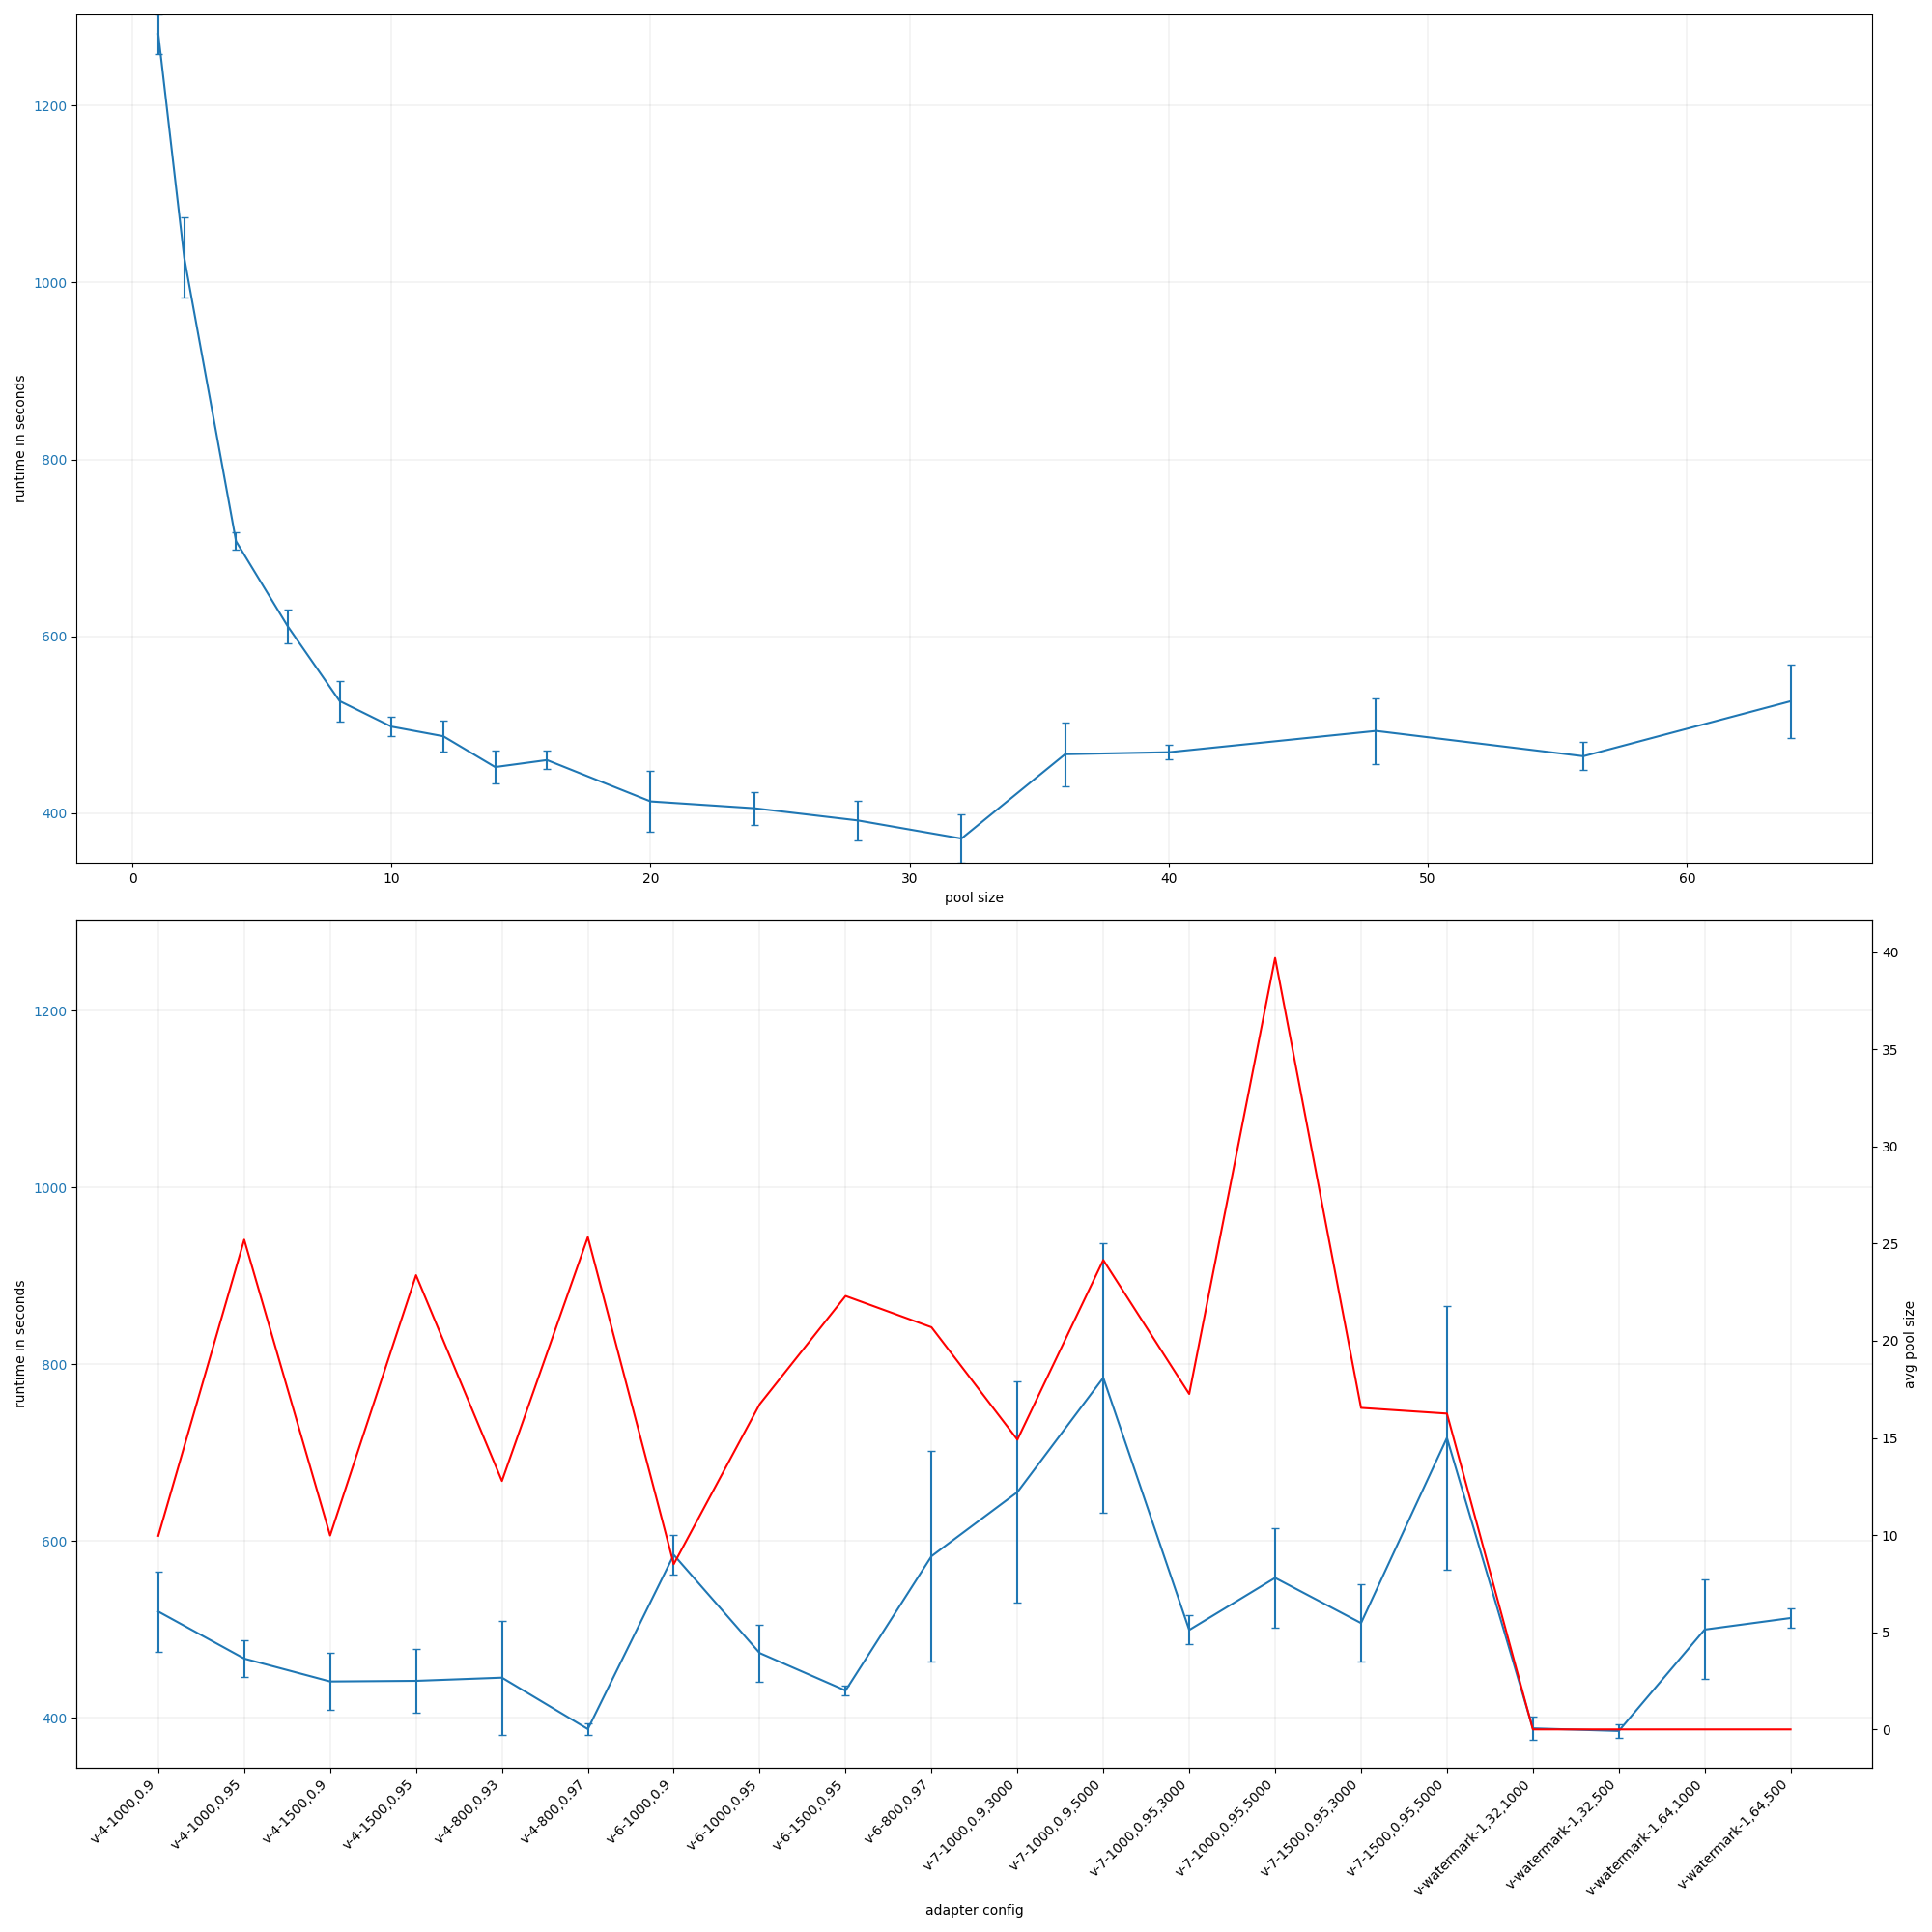 1200
1000
800
600
400
runtime in seconds
0 10 20 30 40 50 60
pool size
1200
1000
800
600
400
runtime in seconds
40
35
30
25
20
15
10
5
0
avg pool size
v-4-1000,0.9
v-4-1000,0.95
v-4-1500,0.9
v-4-1500,0.95
v-4-800,0.93
v-4-800,0.97
v-6-1000,0.9
v-6-1000,0.95
v-6-1500,0.95
v-6-800,0.97
v-7-1000,0.9,3000
v-7-1000,0.9,5000
v-7-1000,0.95,3000
v-7-1000,0.95,5000
v-7-1500,0.95,3000
v-7-1500,0.95,5000
v-watermark-1,32,1000
v-watermark-1,32,500
v-watermark-1,64,1000
v-watermark-1,64,500
adapter config